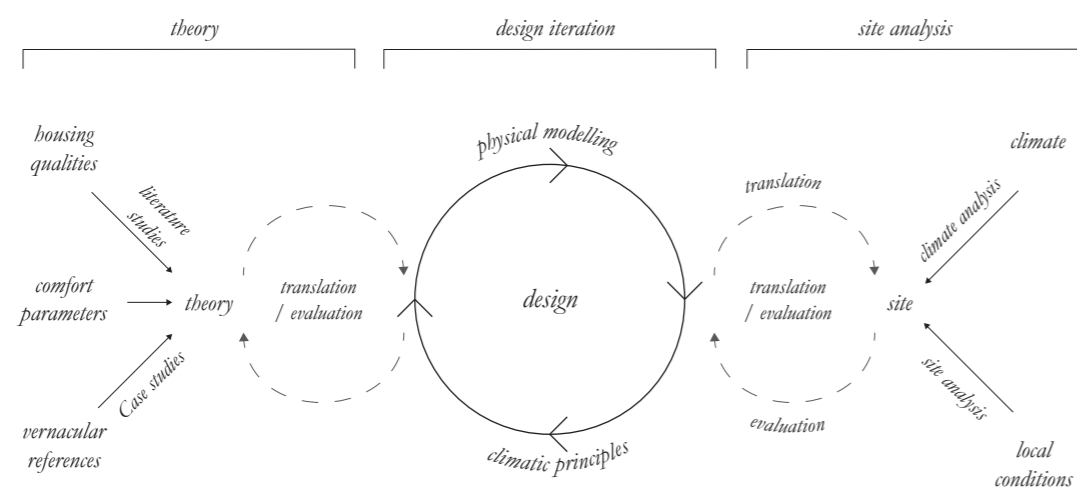 theory
design iteration
site analysis
housing
qualities
literature
studies
comfort
parameters
theory
Case studies
vernacular
references
translation
/ evaluation
physical modelling
design
climatic principles
translation
translation
/ evaluation
evaluation
site
climate
climate analysis
site analysis
local
conditions